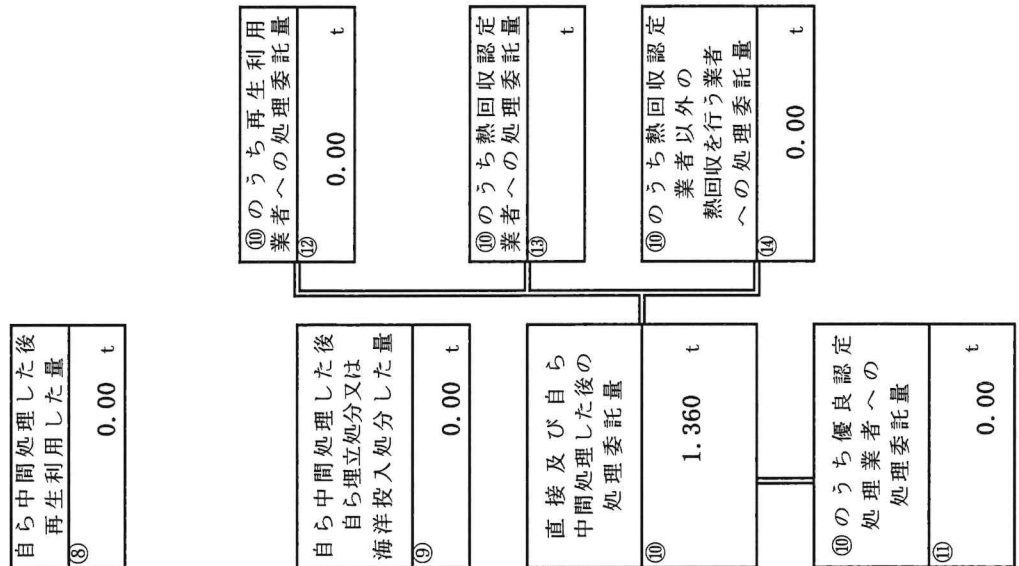 自ら中間処理した後
再生利用した量
⑧
0.00 t
自ら中間処理した後
自ら埋立処分又は
海洋投入処分した量
⑨
0.00 t
直接及び自ら
中間処理した後の
処理委託量
⑩
1.360 t
⑩のうち優良認定
処理業者への
処理委託量
⑪
0.00 t
⑩のうち再生利用
業者への処理委託量
⑫
0.00 t
⑩のうち熱回収認定
業者への処理委託量
⑬
t
⑩のうち熱回収認定
業者以外の
熱回収を行う業者
への処理委託量
⑭
0.00 t